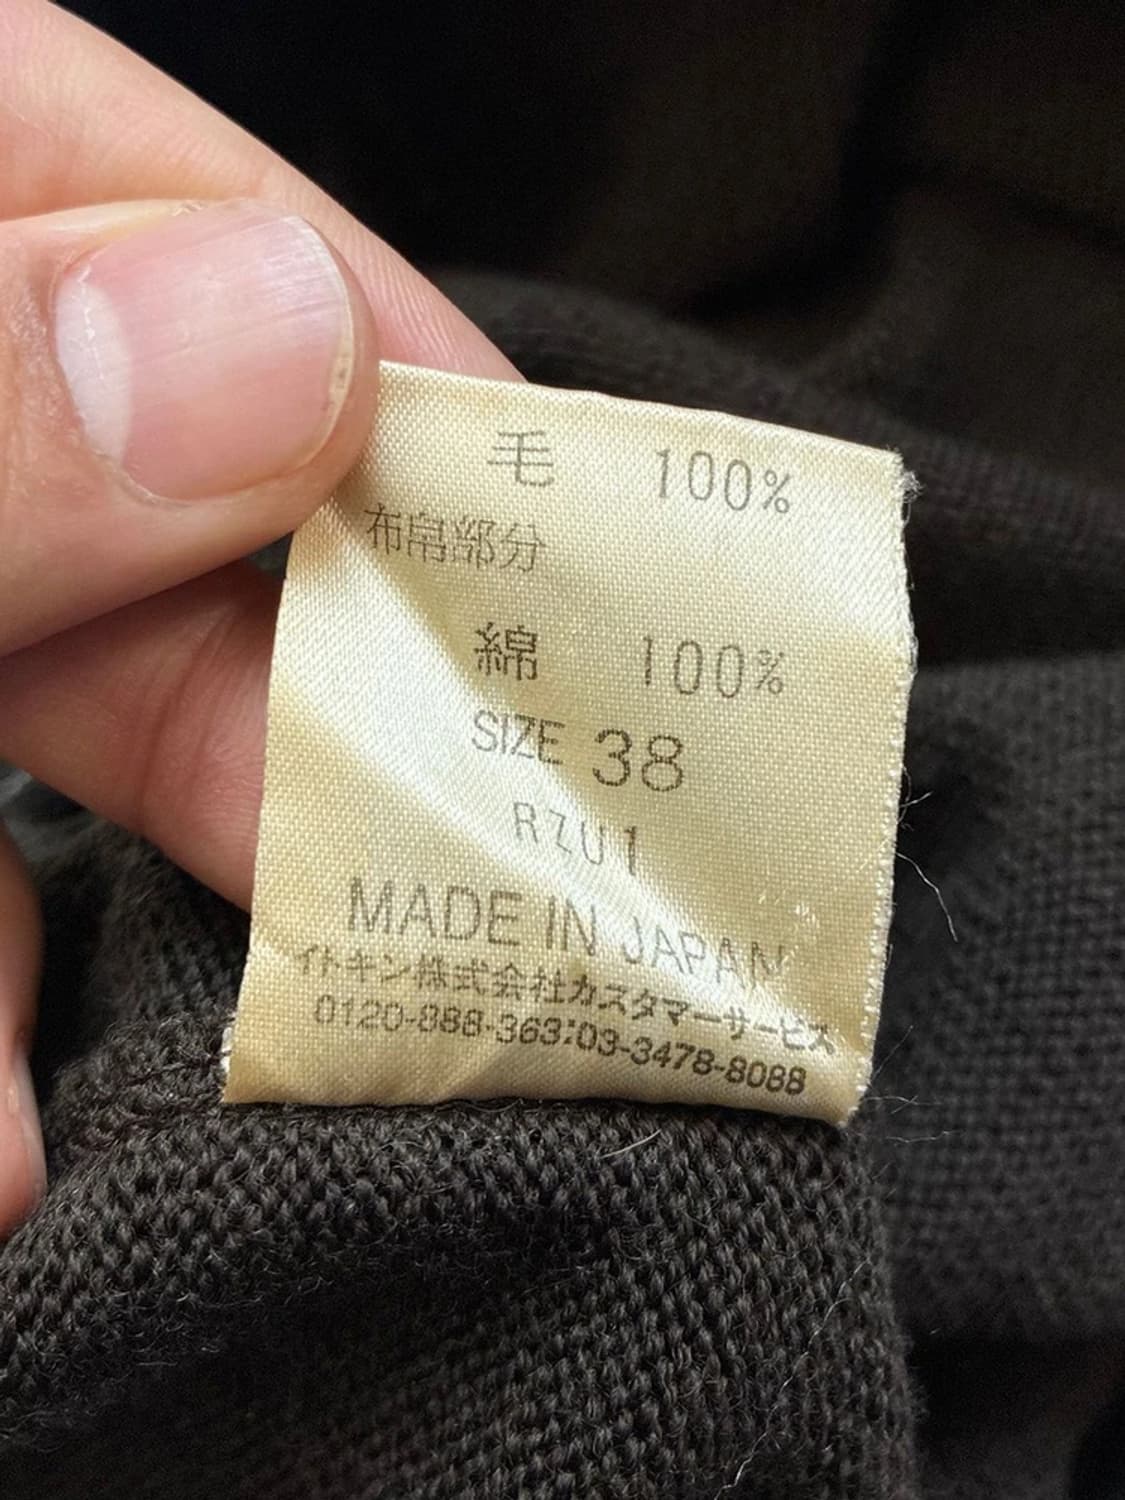 毛 100%
布帛部分
綿 100%
SIZE 38
RZU1
MADE IN JAPAN
イトキン株式会社カスタマーサービス
0120-888-363:03-3478-8088